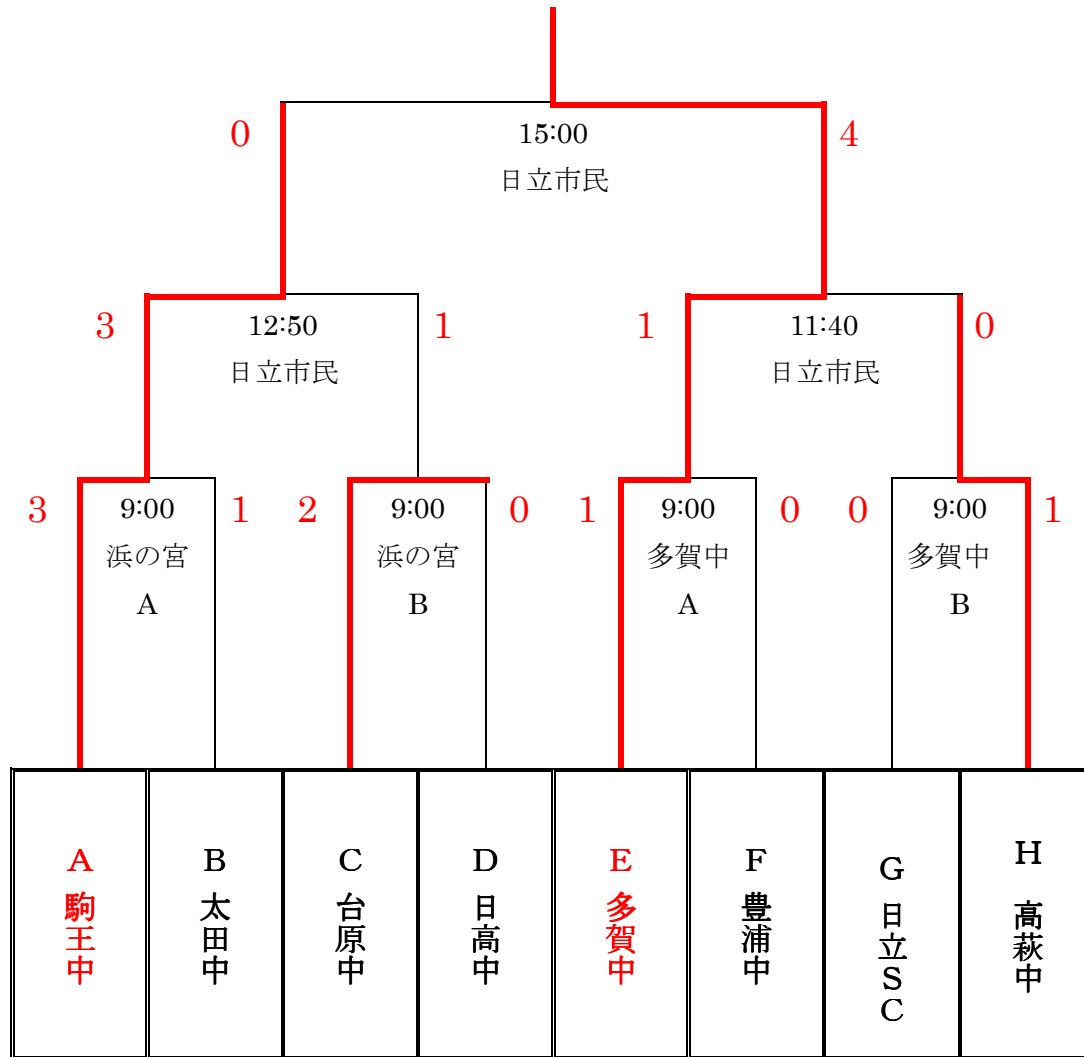 0
15:00
4
日立市民
3
12:50
1
1
11:40
0
日立市民
日立市民
3
9:00
1
2
9:00
0
1
9:00
0
0
9:00
1
浜の宮
浜の宮
多賀中
多賀中
A
B
A
B
A 駒王中
B 太田中
C 台原中
D 日高中
E 多賀中
F 豊浦中
G 日立SC
H 高萩中